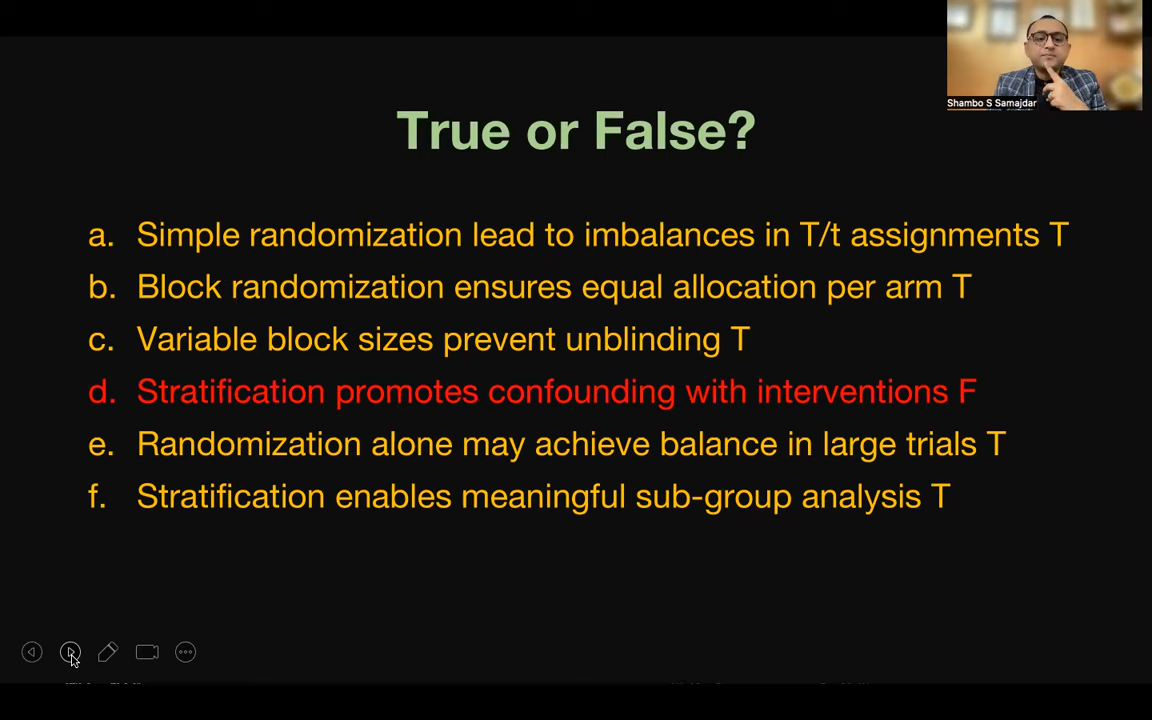 Shambo S Samajdar
True or False?
a. Simple randomization lead to imbalances in T/t assignments T
b. Block randomization ensures equal allocation per arm T
c. Variable block sizes prevent unblinding T
d. Stratification promotes confounding with interventions F
e. Randomization alone may achieve balance in large trials T
f. Stratification enables meaningful sub-group analysis T